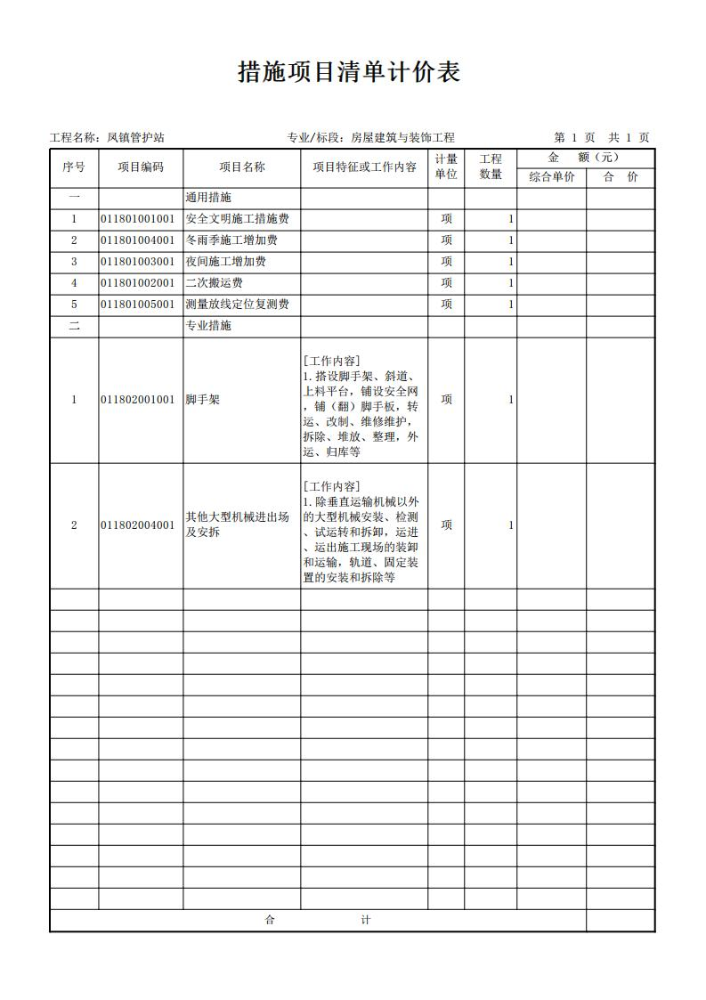 措施项目清单计价表
工程名称：凤镇管护站 专业/标段：房屋建筑与装饰工程 第 1 页 共 1 页
序号 项目编码 项目名称 项目特征或工作内容 计量单位 工程数量 金 额（元）
综合单价 合 价
一 通用措施
1 011801001001 安全文明施工措施费 项 1
2 011801004001 冬雨季施工增加费 项 1
3 011801003001 夜间施工增加费 项 1
4 011801002001 二次搬运费 项 1
5 011801005001 测量放线定位复测费 项 1
二 专业措施
1 011802001001 脚手架
[工作内容]
1.搭设脚手架、斜道、
上料平台，铺设安全网
，铺（翻）脚手板，转
运、改制、维修维护，
拆除、堆放、整理，外
运、归库等
项 1
2 011802004001 其他大型机械进出场
及安拆
[工作内容]
1.除垂直运输机械以外
的大型机械安装、检测
、试运转和拆卸，运进
、运出施工现场的装卸
和运输，轨道、固定装
置的安装和拆除等
项 1
合 计